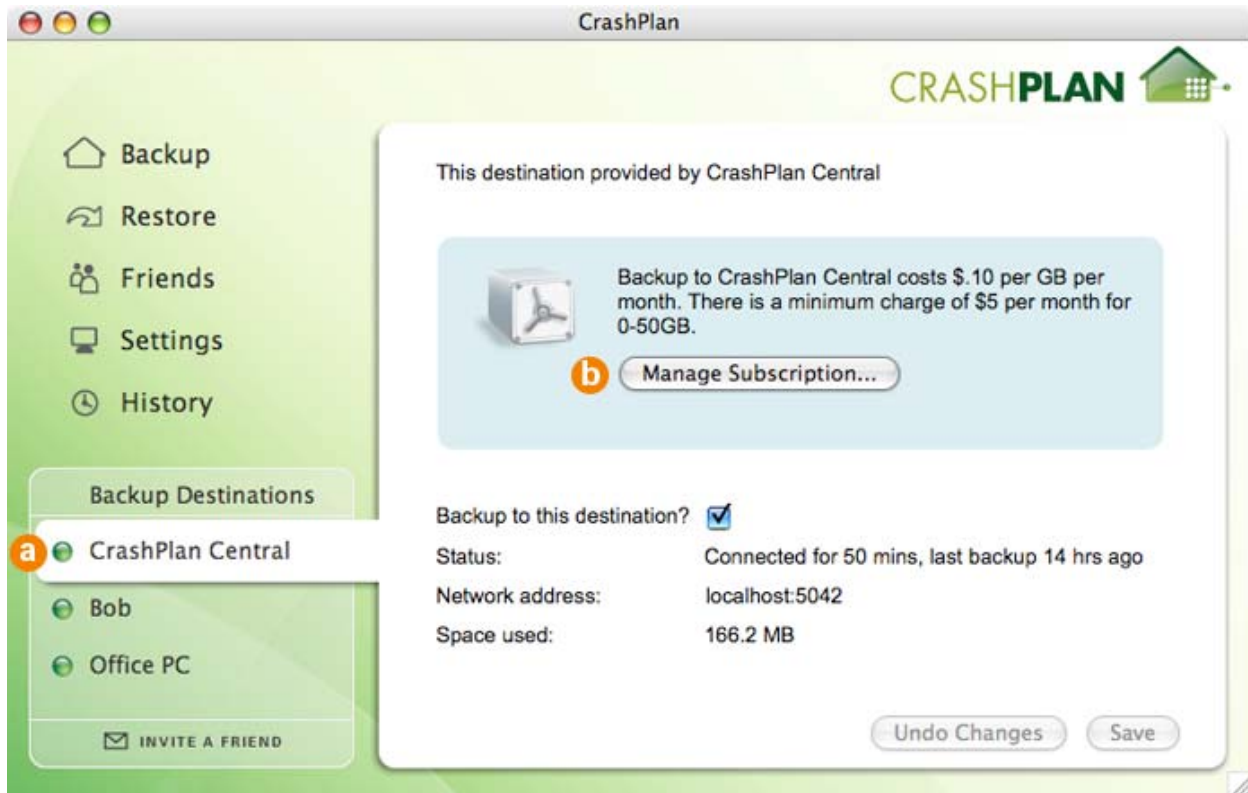 CrashPlan
CRASHPLAN
Backup
Restore
Friends
Settings
History
Backup Destinations
a CrashPlan Central
Bob
Office PC
INVITE A FRIEND
This destination provided by CrashPlan Central
Backup to CrashPlan Central costs $.10 per GB per
month. There is a minimum charge of $5 per month for
0-50GB.
b Manage Subscription...
Backup to this destination?
Status: Connected for 50 mins, last backup 14 hrs ago
Network address: localhost:5042
Space used: 166.2 MB
Undo Changes Save